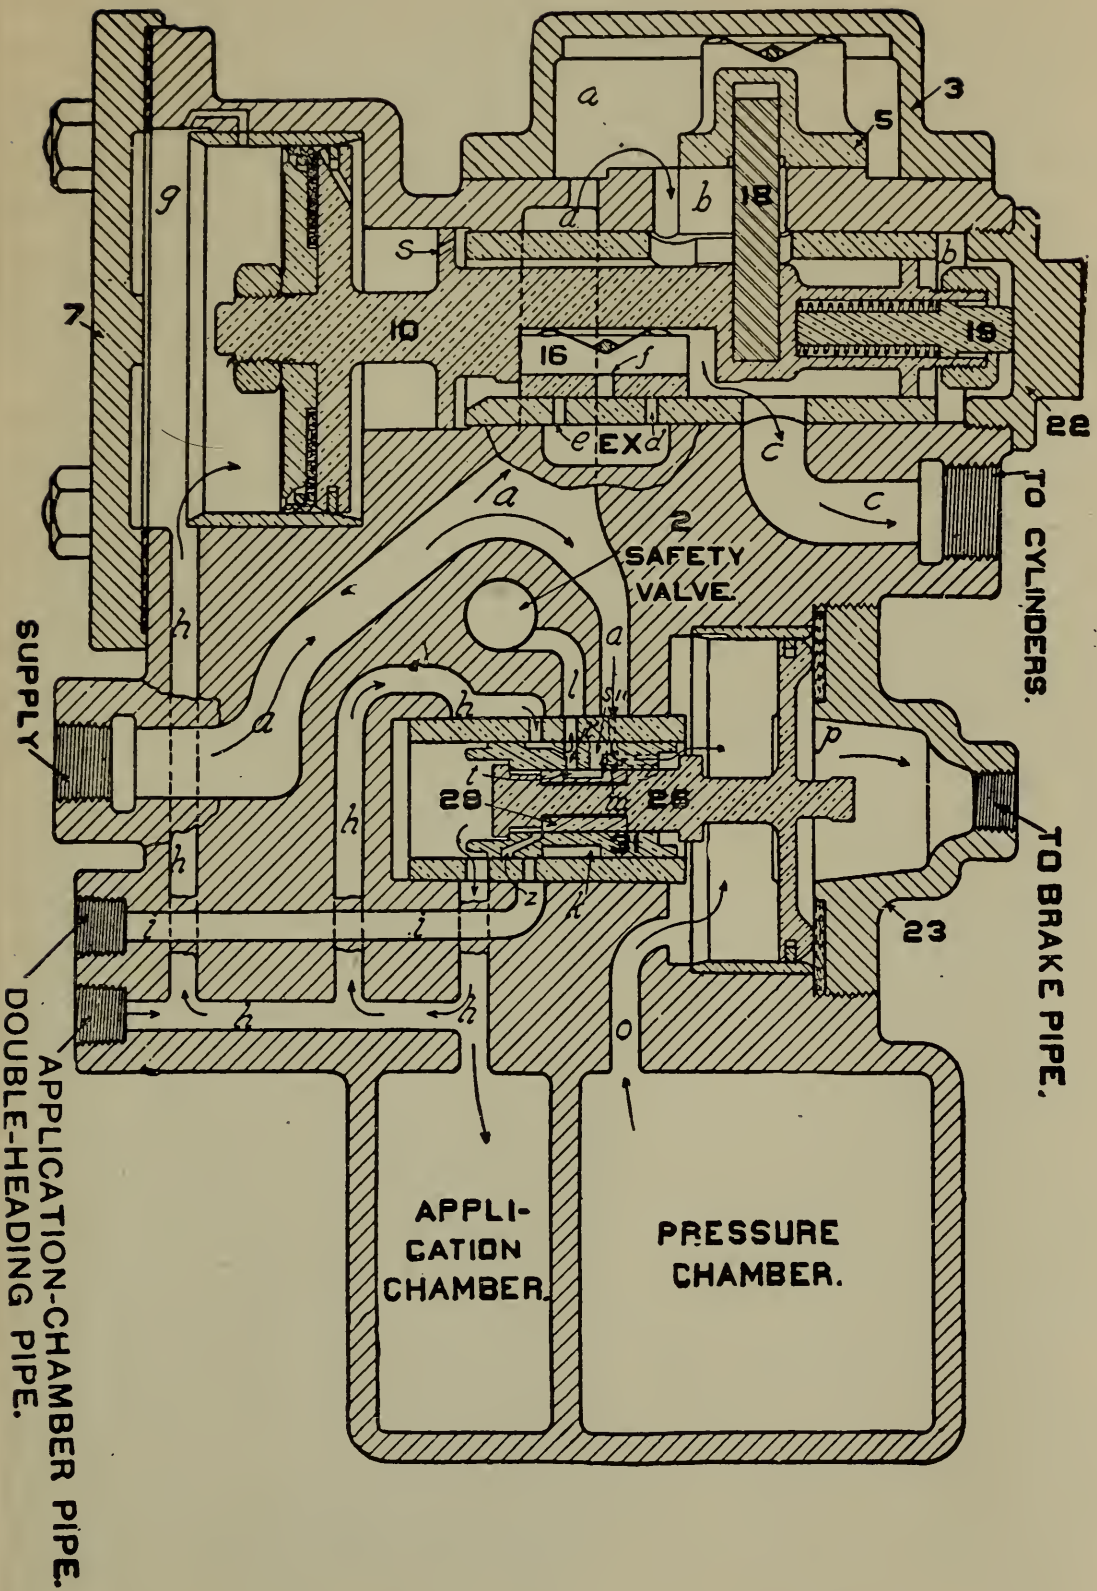 a
3
5
b
d
18
g
s
b
7
10
19
16
f
22
e
EX
d
c
TO CYLINDERS.
c
a
2
SAFETY
VALVE.
h
a
SUPPLY
a
l
h
p
TO BRAKE PIPE.
28
26
h
31
h
k
z
i
i
23
h
h
o
DOUBLE-HEADING PIPE.
APPLICATION-CHAMBER PIPE.
APPLI-
CATION
CHAMBER.
PRESSURE
CHAMBER.